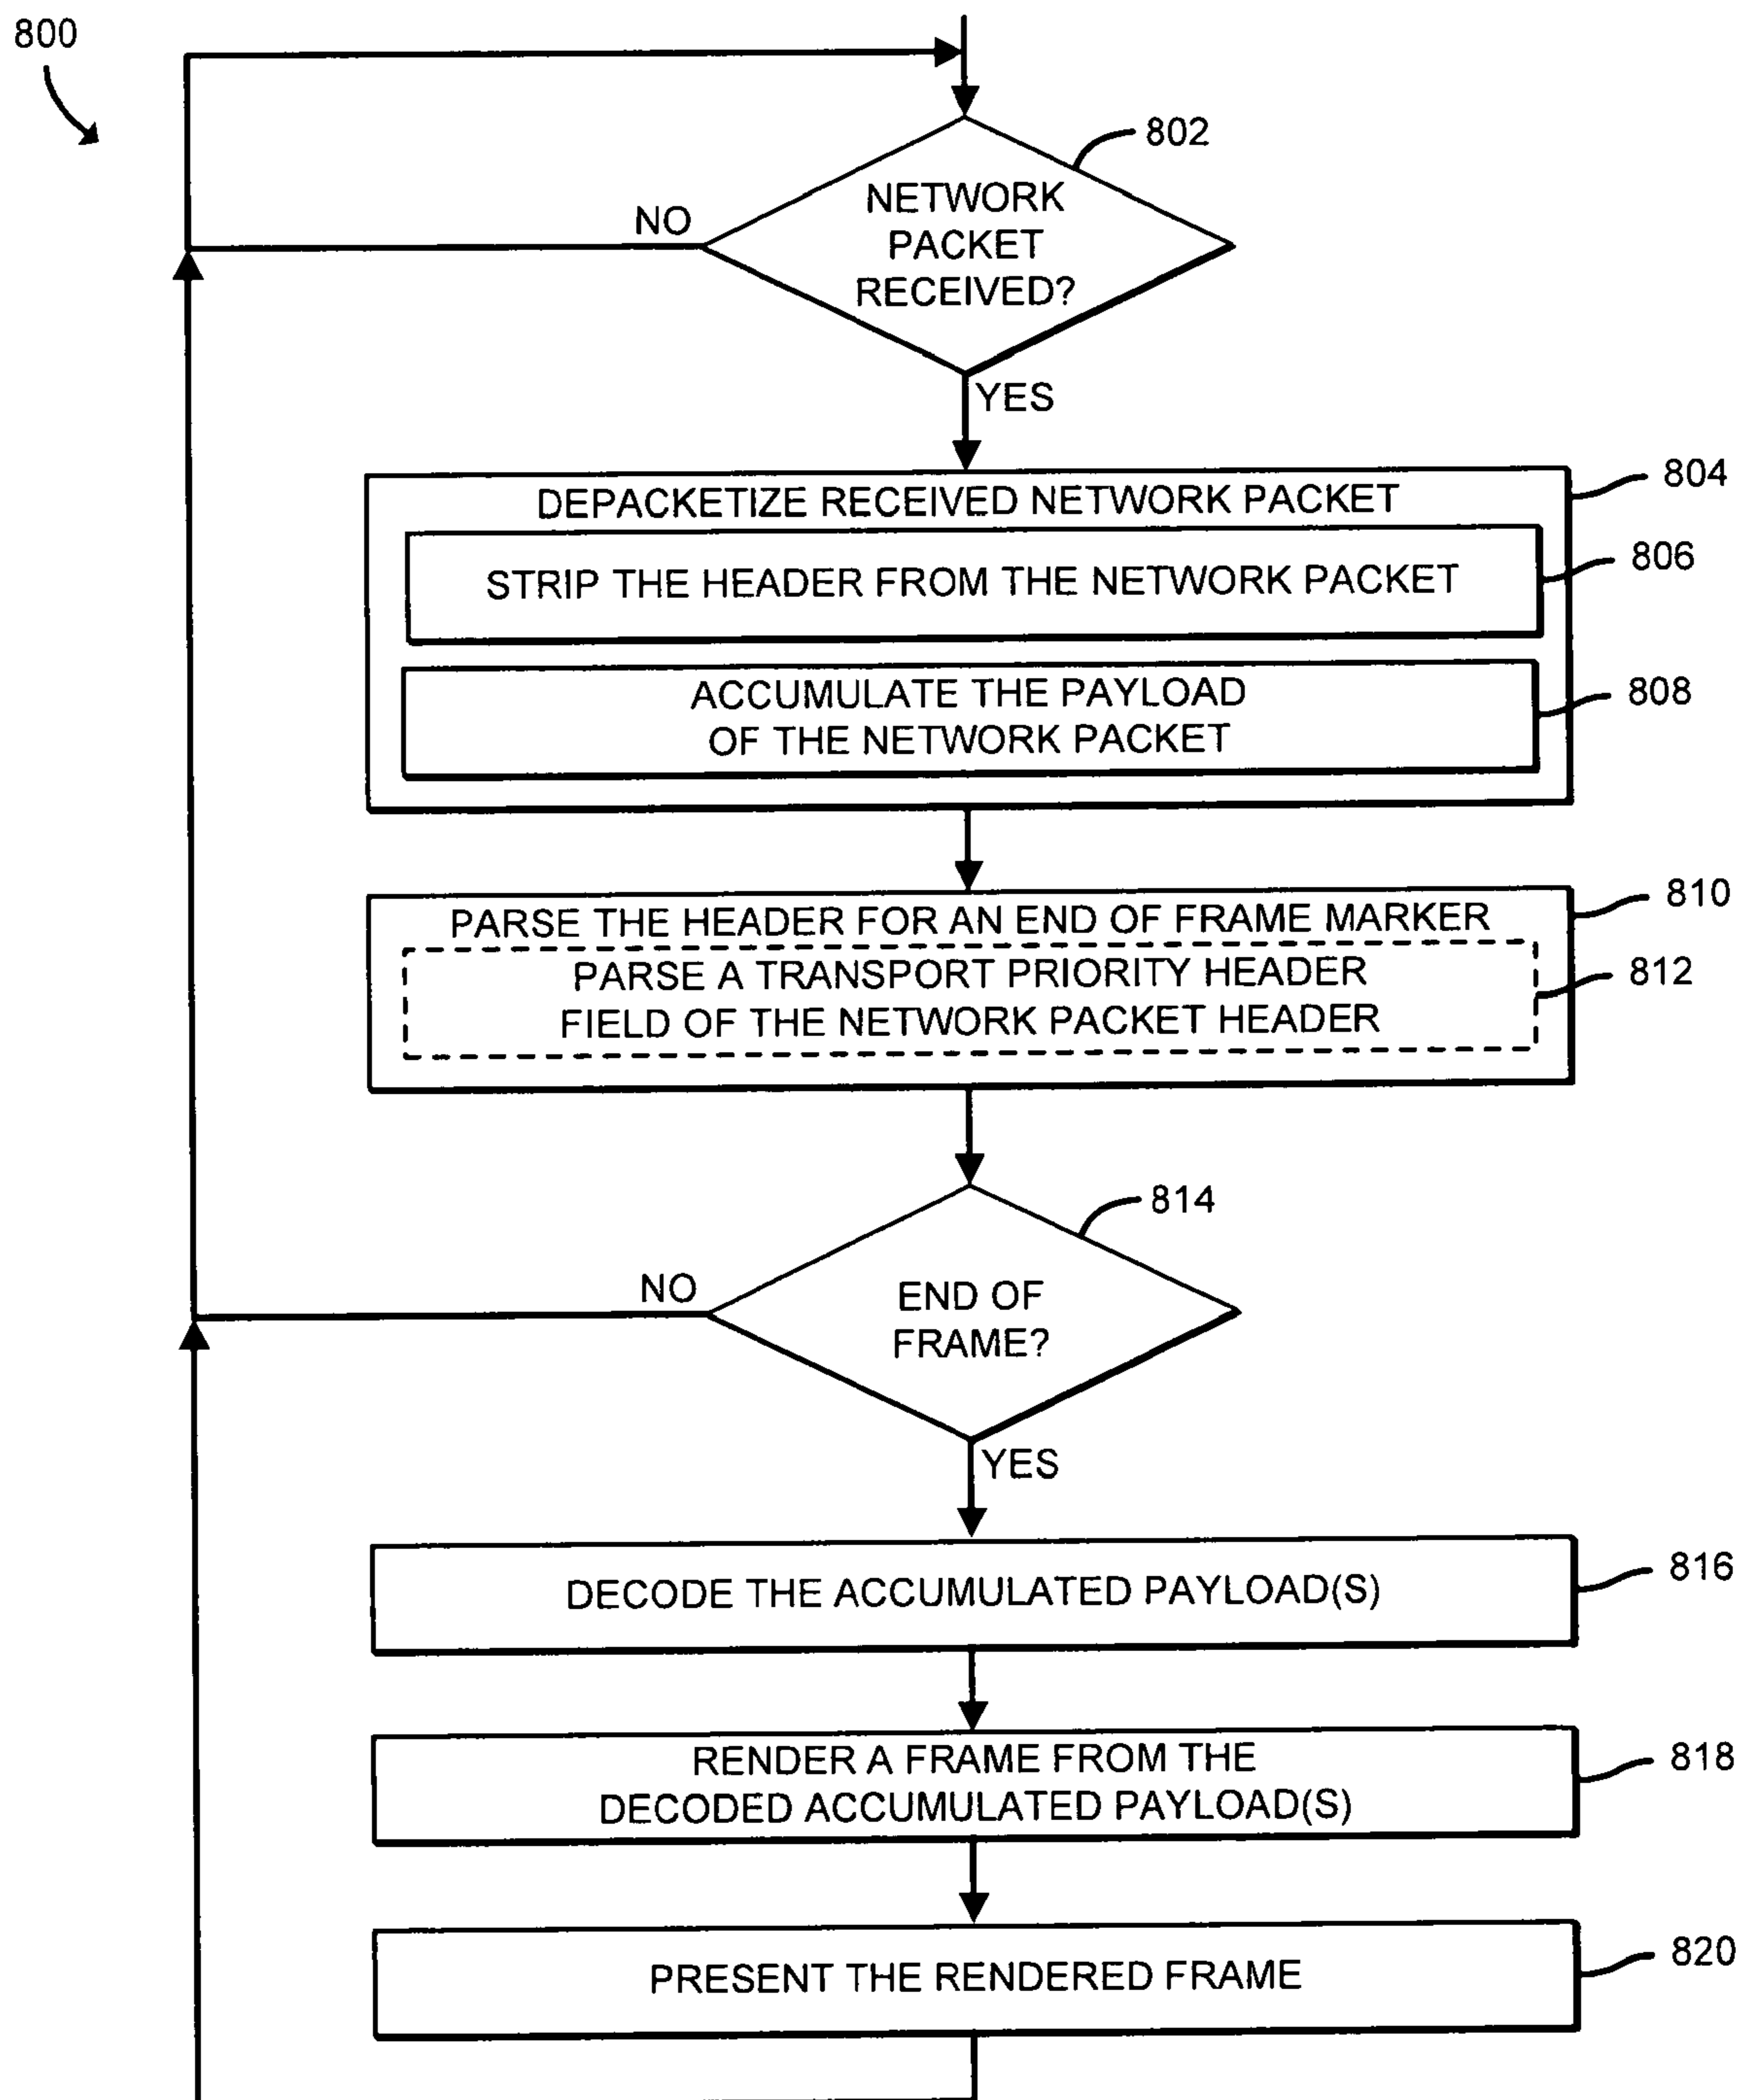 800
802
NETWORK
PACKET
RECEIVED?
NO
YES
804
DEPACKETIZE RECEIVED NETWORK PACKET
806
STRIP THE HEADER FROM THE NETWORK PACKET
808
ACCUMULATE THE PAYLOAD
OF THE NETWORK PACKET
810
PARSE THE HEADER FOR AN END OF FRAME MARKER
812
PARSE A TRANSPORT PRIORITY HEADER
FIELD OF THE NETWORK PACKET HEADER
814
NO
END OF
FRAME?
YES
816
DECODE THE ACCUMULATED PAYLOAD(S)
818
RENDER A FRAME FROM THE
DECODED ACCUMULATED PAYLOAD(S)
820
PRESENT THE RENDERED FRAME